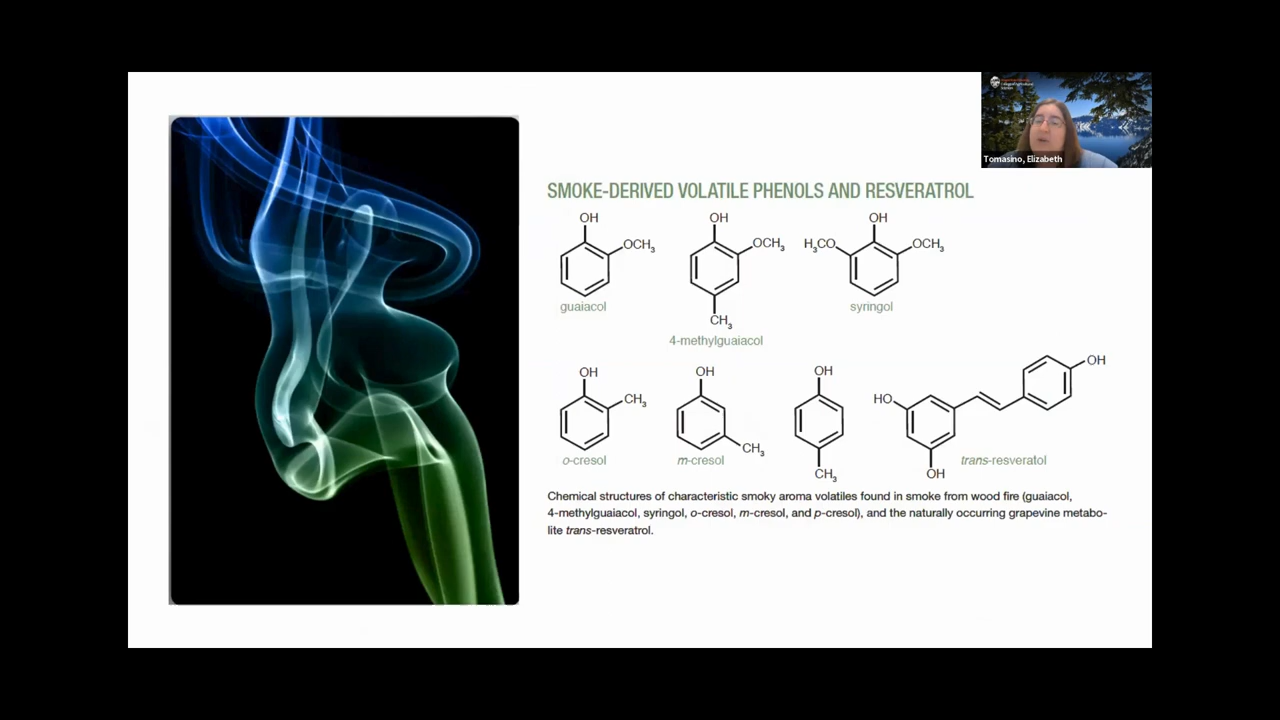 Tomasino, Elizabeth
SMOKE-DERIVED VOLATILE PHENOLS AND RESVERATROL
OH
OCH3
guaiacol
OH
OCH3
CH3
4-methylguaiacol
OH
H3CO
OCH3
syringol
OH
CH3
o-cresol
OH
CH3
m-cresol
OH
CH3
HO
OH
OH
trans-resveratol
Chemical structures of characteristic smoky aroma volatiles found in smoke from wood fire (guaiacol,
4-methylguaiacol, syringol, o-cresol, m-cresol, and p-cresol), and the naturally occurring grapevine metabo-
lite trans-resveratrol.